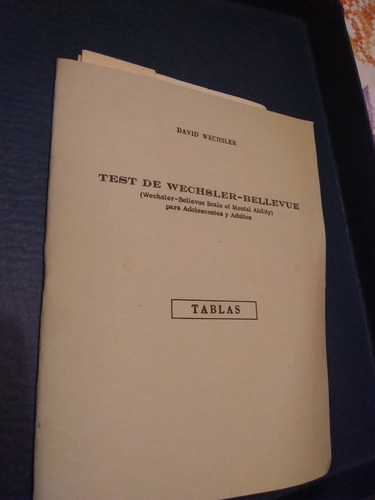 DAVID WECHSLER
TEST DE WECHSLER-BELLEVUE
(Wechsler-Bellevue Scale of Mental Ability)
para Adolescentes y Adultos
TABLAS